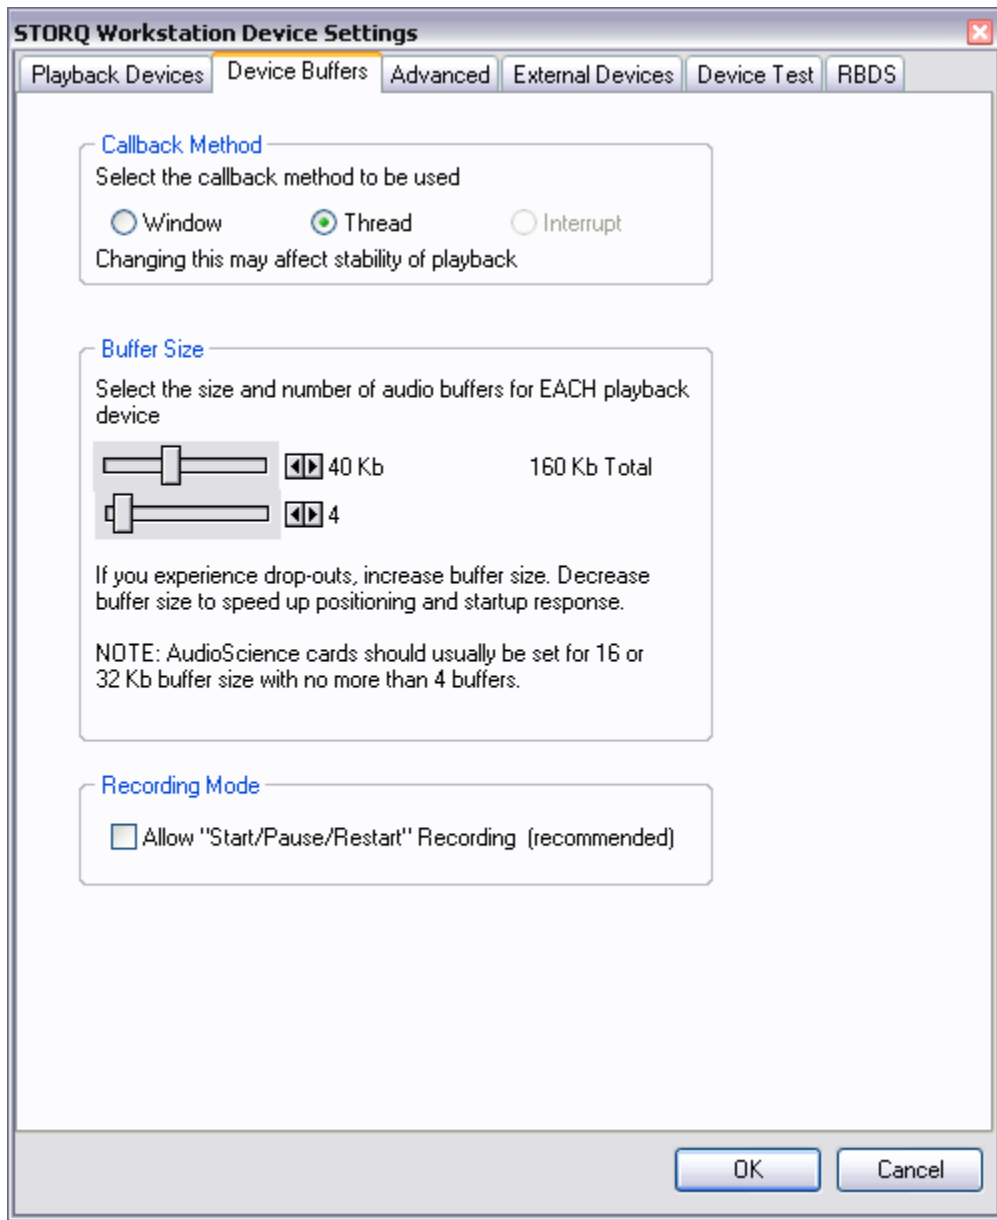 STORQ Workstation Device Settings
Playback Devices Device Buffers Advanced External Devices Device Test RBDS
Callback Method
Select the callback method to be used
Window Thread Interrupt
Changing this may affect stability of playback
Buffer Size
Select the size and number of audio buffers for EACH playback
device
40 Kb 160 Kb Total
4
If you experience drop-outs, increase buffer size. Decrease
buffer size to speed up positioning and startup response.
NOTE: AudioScience cards should usually be set for 16 or
32 Kb buffer size with no more than 4 buffers.
Recording Mode
Allow "Start/Pause/Restart" Recording (recommended)
OK Cancel